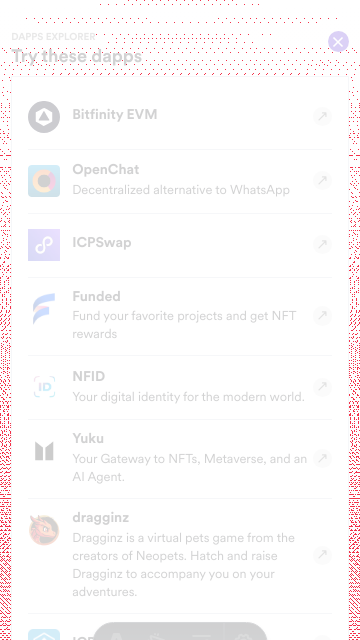 DAPPS EXPLORER
Try these dapps
Bitfinity EVM
OpenChat
Decentralized alternative to WhatsApp
ICPSwap
Funded
Fund your favorite projects and get NFT
rewards
ID
NFID
Your digital identity for the modern world.
Yuku
Your Gateway to NFTs, Metaverse, and an
AI Agent.
dragginz
Dragginz is a virtual pets game from the
creators of Neopets. Hatch and raise
Dragginz to accompany you on your
adventures.